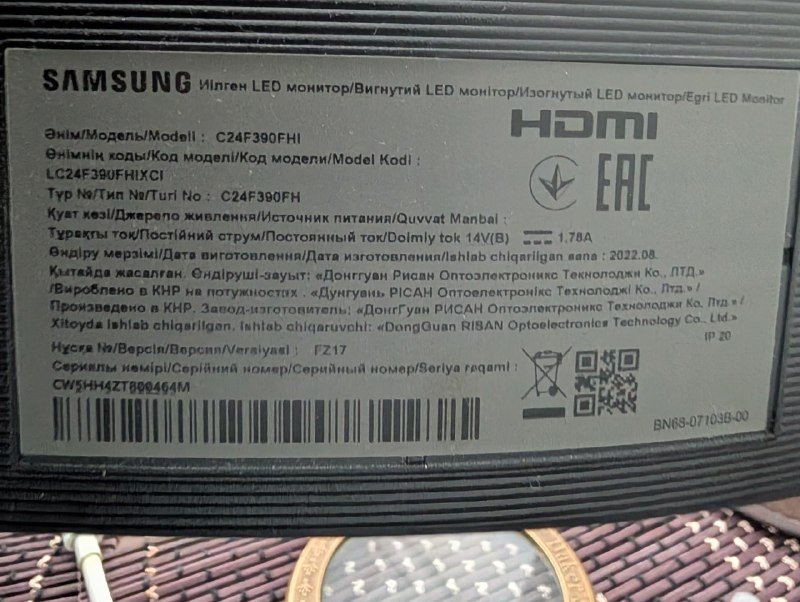 SAMSUNG Иілген LED монитор/Вигнутий LED монітор/Изогнутый LED монитор/Egri LED Monitor
HDMI
Әнім/Модель/Modeli : C24F390FHI
Өнімнің коды/Код моделі/Код модели/Model Kodi :
LC24F390FHIXCI
EAC
Түр №/Тип №/Turi No : C24F390FH
Қуат көзі/Джерело живлення/Источник питания/Quvvat Manbai :
Тұрақты ток/Постійний струм/Постоянный ток/Doimiy tok 14V(B) 1.78A
Өндіру мерзімі/Дата виготовлення/Дата изготовления/Ishlab chiqarilgan sana : 2022.08.
Қытайда жасалған. Өндіруші-зауыт: «Донггуан Рисан Оптоэлектроникс Текнолоджи Ко., ЛТД.»
/Вироблено в КНР на потужностях . «Дунгуань РІСАН Оптоелектронікс Технолоджі Ко., Лтд.» /
Произведено в КНР. Завод-изготовитель: «ДонгГуан РИСАН Оптоэлектроникс Текнолоджи Ко, Лтд.» /
Xitoyda ishlab chiqarilgan. Ishlab chiqaruvchi: «DongGuan RISAN Optoelectronics Technology Co., Ltd.»
IP 20
Нұсқа №/Версія/Версия/Versiyasi : FZ17
Сериялы нөмірі/Серійний номер/Серийный номер/Seriya raqami :
CW5HH4ZT800464M
BN68-07103B-00